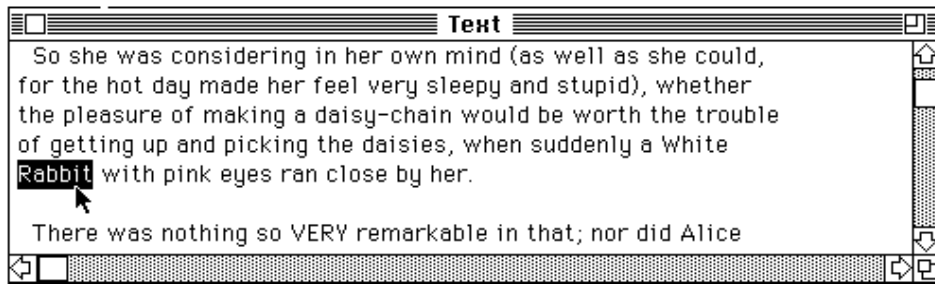 Text
So she was considering in her own mind (as well as she could,
for the hot day made her feel very sleepy and stupid), whether
the pleasure of making a daisy-chain would be worth the trouble
of getting up and picking the daisies, when suddenly a White
Rabbit with pink eyes ran close by her.
There was nothing so VERY remarkable in that; nor did Alice